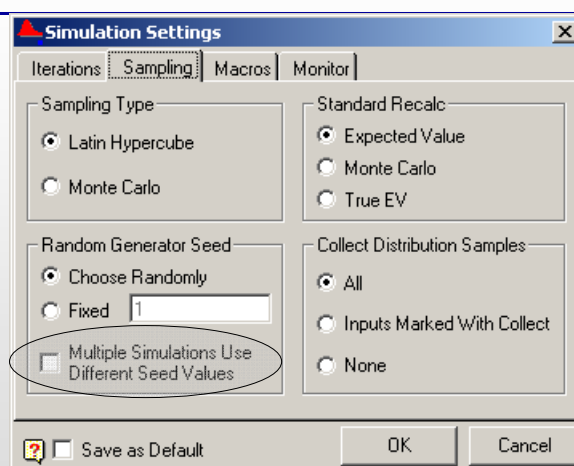 Simulation Settings
Iterations Sampling Macros Monitor
Sampling Type
Latin Hypercube
Monte Carlo
Standard Recalc
Expected Value
Monte Carlo
True EV
Random Generator Seed
Choose Randomly
Fixed 1
Multiple Simulations Use
Different Seed Values
Collect Distribution Samples
All
Inputs Marked With Collect
None
Save as Default
OK
Cancel